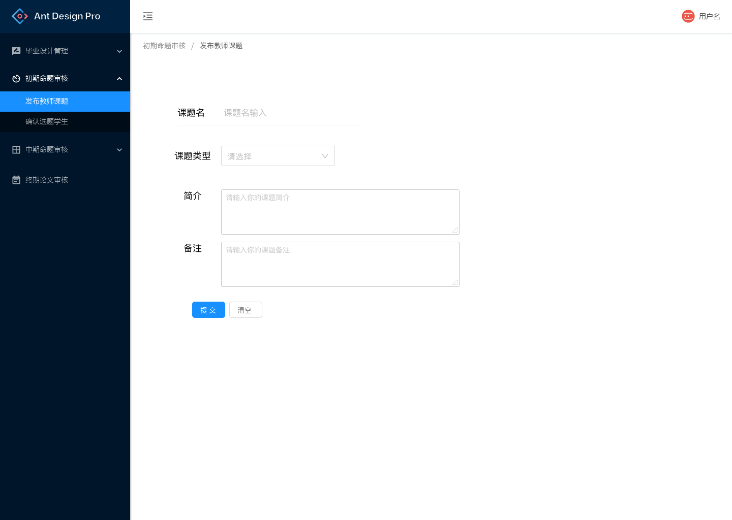 Ant Design Pro
用户名
毕业设计管理
初期命题审核
发布教师课题
确认选题学生
中期命题审核
终期论文审核
初期命题审核 / 发布教师课题
课题名 课题名输入
课题类型 请选择
简介 请输入你的课题简介
备注 请输入你的课题备注
提 交 清空